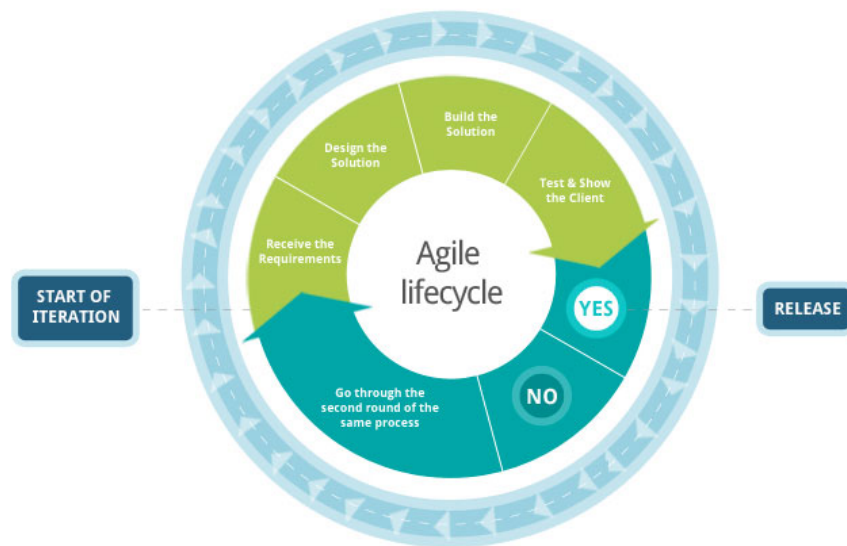 Build the
Solution
Design the
Solution
Test & Show
the Client
Receive the
Requirements
Agile
lifecycle
START OF
ITERATION
YES
RELEASE
NO
Go through the
second round of the
same process